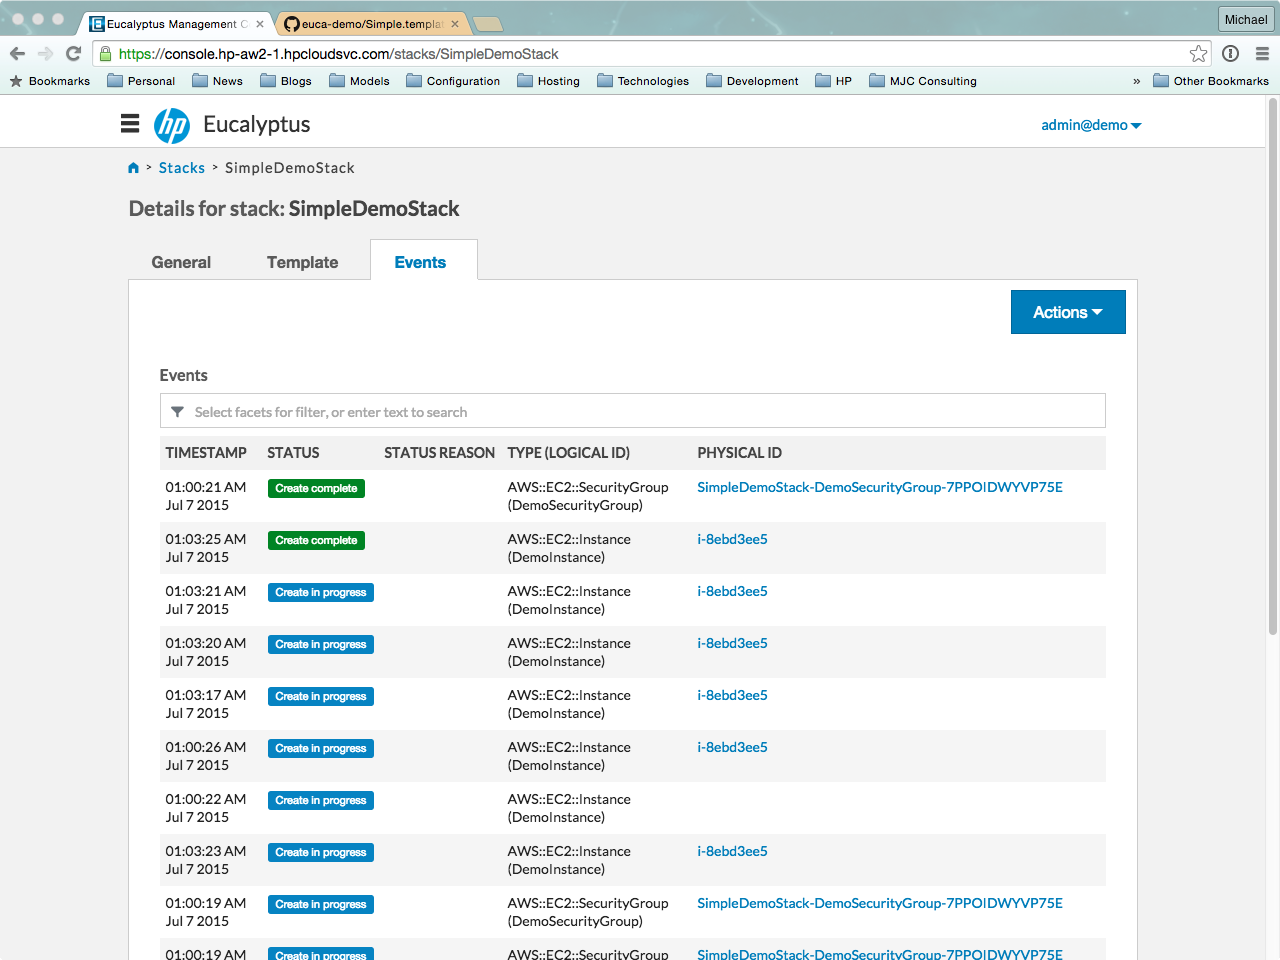 Eucalyptus Management C
euca-demo/Simple.templa
Michael
https://console.hp-aw2-1.hpcloudsvc.com/stacks/SimpleDemoStack
Bookmarks Personal News Blogs Models Configuration Hosting Technologies Development HP MJC Consulting » Other Bookmarks
hp Eucalyptus
admin@demo
> Stacks > SimpleDemoStack
Details for stack: SimpleDemoStack
General Template Events
Actions
Events
Select facets for filter, or enter text to search
TIMESTAMP STATUS STATUS REASON TYPE (LOGICAL ID) PHYSICAL ID
01:00:21 AM Create complete AWS::EC2::SecurityGroup SimpleDemoStack-DemoSecurityGroup-7PPOIDWYVP75E
Jul 7 2015 (DemoSecurityGroup)
01:03:25 AM Create complete AWS::EC2::Instance i-8ebd3ee5
Jul 7 2015 (DemoInstance)
01:03:21 AM Create in progress AWS::EC2::Instance i-8ebd3ee5
Jul 7 2015 (DemoInstance)
01:03:20 AM Create in progress AWS::EC2::Instance i-8ebd3ee5
Jul 7 2015 (DemoInstance)
01:03:17 AM Create in progress AWS::EC2::Instance i-8ebd3ee5
Jul 7 2015 (DemoInstance)
01:00:26 AM Create in progress AWS::EC2::Instance i-8ebd3ee5
Jul 7 2015 (DemoInstance)
01:00:22 AM Create in progress AWS::EC2::Instance
Jul 7 2015 (DemoInstance)
01:03:23 AM Create in progress AWS::EC2::Instance i-8ebd3ee5
Jul 7 2015 (DemoInstance)
01:00:19 AM Create in progress AWS::EC2::SecurityGroup SimpleDemoStack-DemoSecurityGroup-7PPOIDWYVP75E
Jul 7 2015 (DemoSecurityGroup)
01:00:19 AM Create in progress AWS::EC2::SecurityGroup SimpleDemoStack-DemoSecurityGroup-7PPOIDWYVP75E